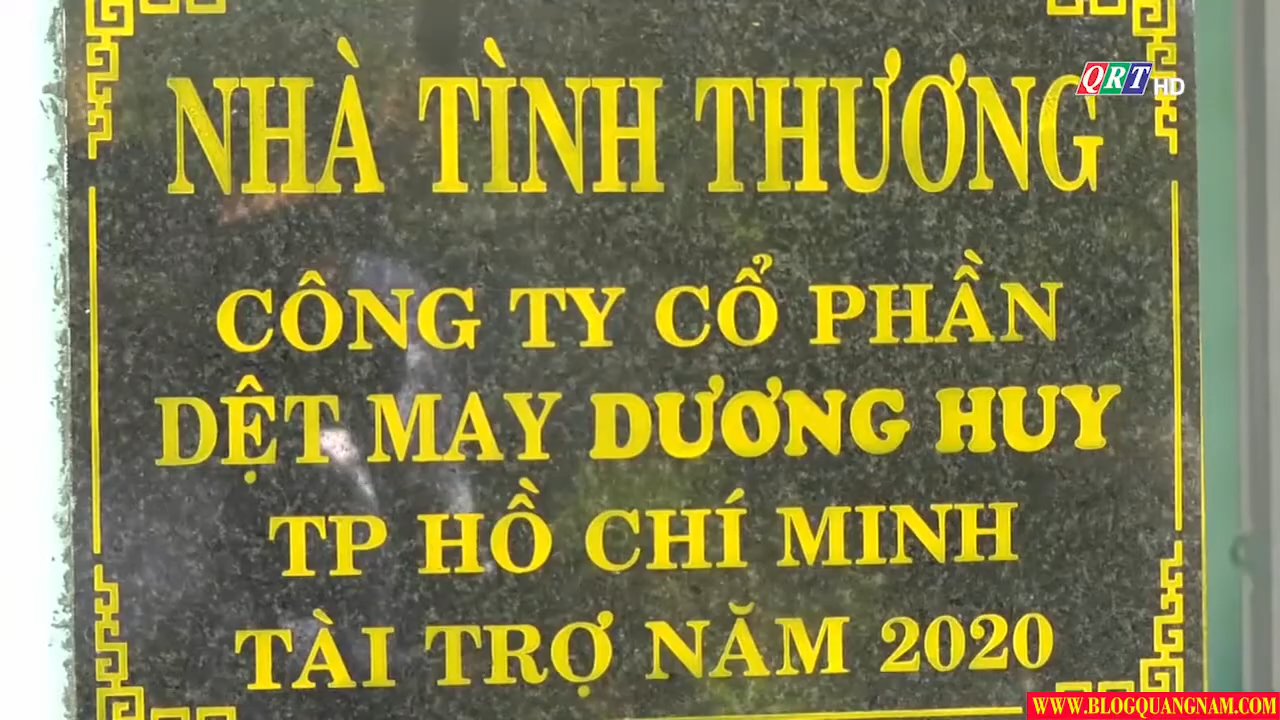 QRT HD
NHÀ TÌNH THƯƠNG
CÔNG TY CỔ PHẦN
DỆT MAY DƯƠNG HUY
TP HỒ CHÍ MINH
TÀI TRỢ NĂM 2020
WWW.BLOGQUANGNAM.COM